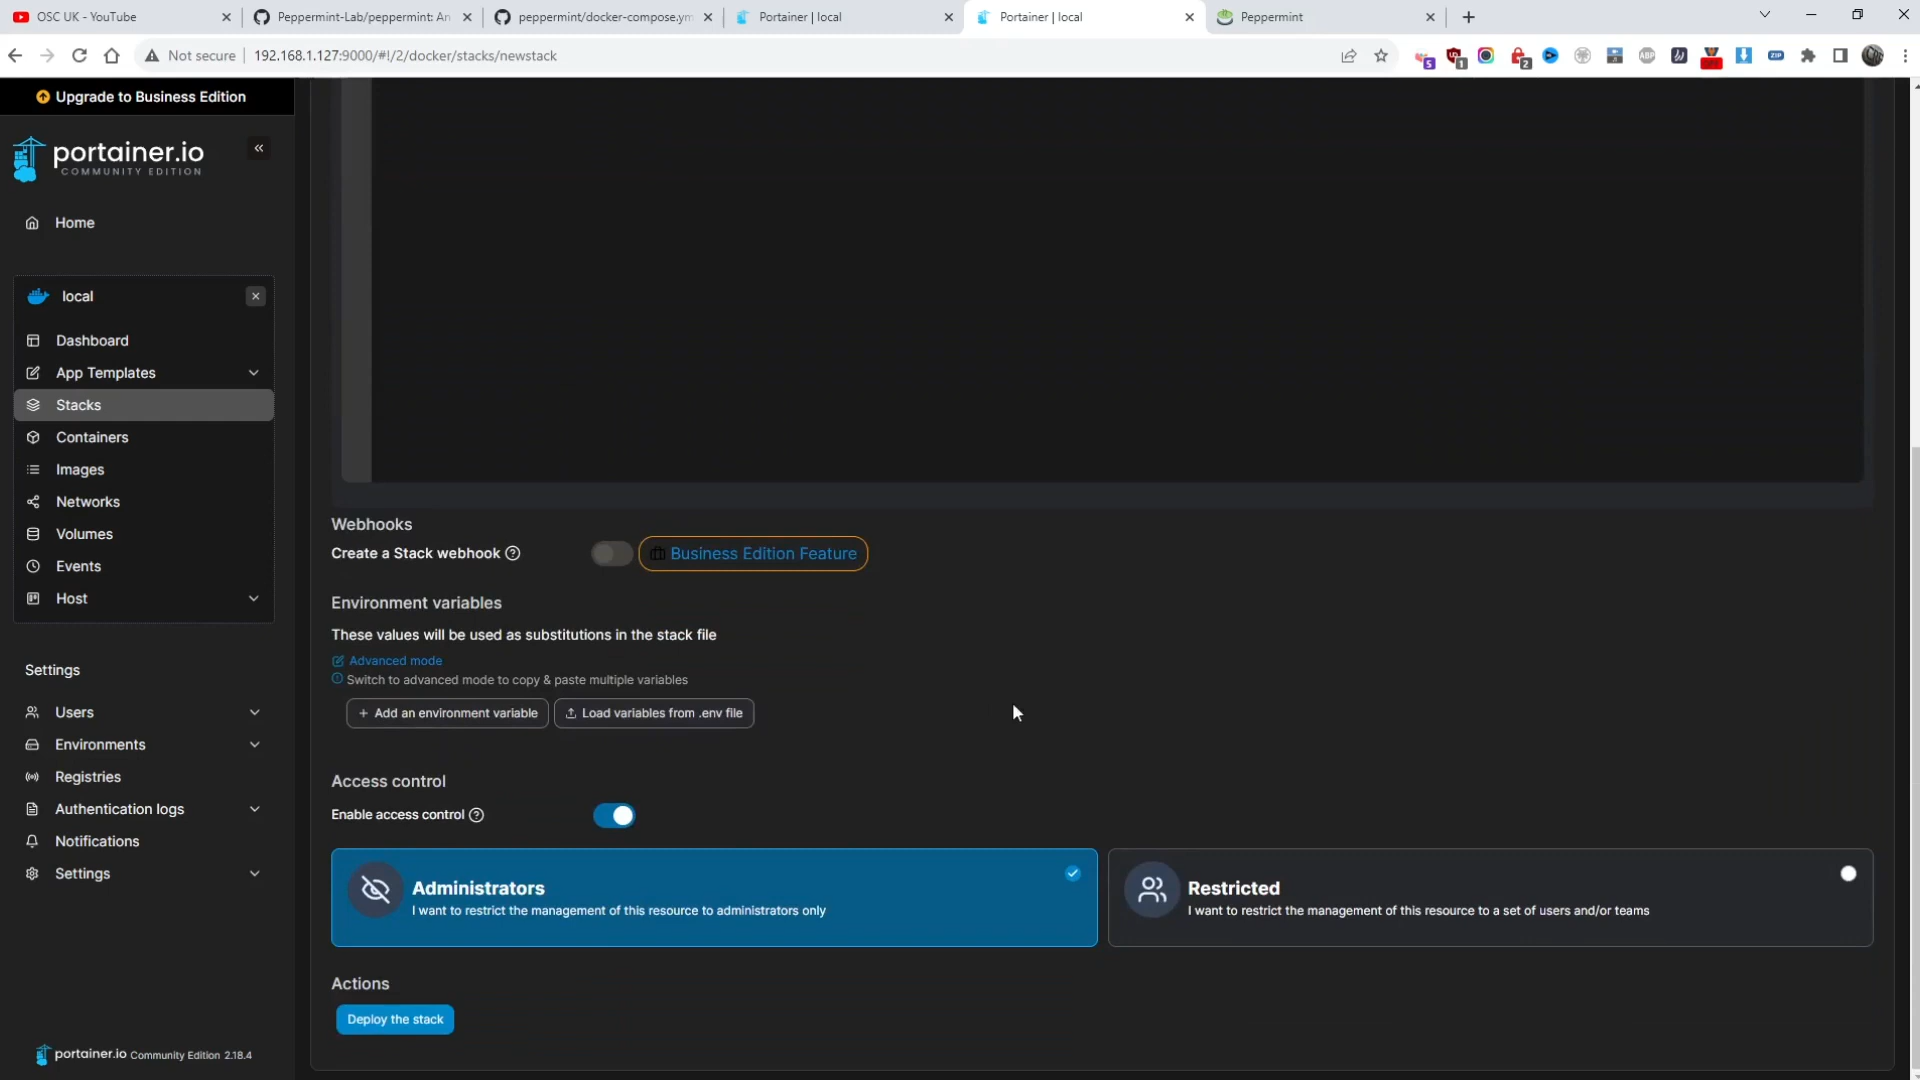 OSC UK - YouTube
Peppermint-Lab/peppermint: An
peppermint/docker-compose.ym
Portainer | local
Portainer | local
Peppermint
Not secure
192.168.1.127:9000/#!/2/docker/stacks/newstack
Upgrade to Business Edition
portainer.io
COMMUNITY EDITION
Home
local
Dashboard
App Templates
Stacks
Containers
Images
Networks
Volumes
Events
Host
Settings
Users
Environments
Registries
Authentication logs
Notifications
Settings
portainer.io Community Edition 2.18.4
Webhooks
Create a Stack webhook
Business Edition Feature
Environment variables
These values will be used as substitutions in the stack file
Advanced mode
Switch to advanced mode to copy & paste multiple variables
+ Add an environment variable
Load variables from .env file
Access control
Enable access control
Administrators
I want to restrict the management of this resource to administrators only
Restricted
I want to restrict the management of this resource to a set of users and/or teams
Actions
Deploy the stack